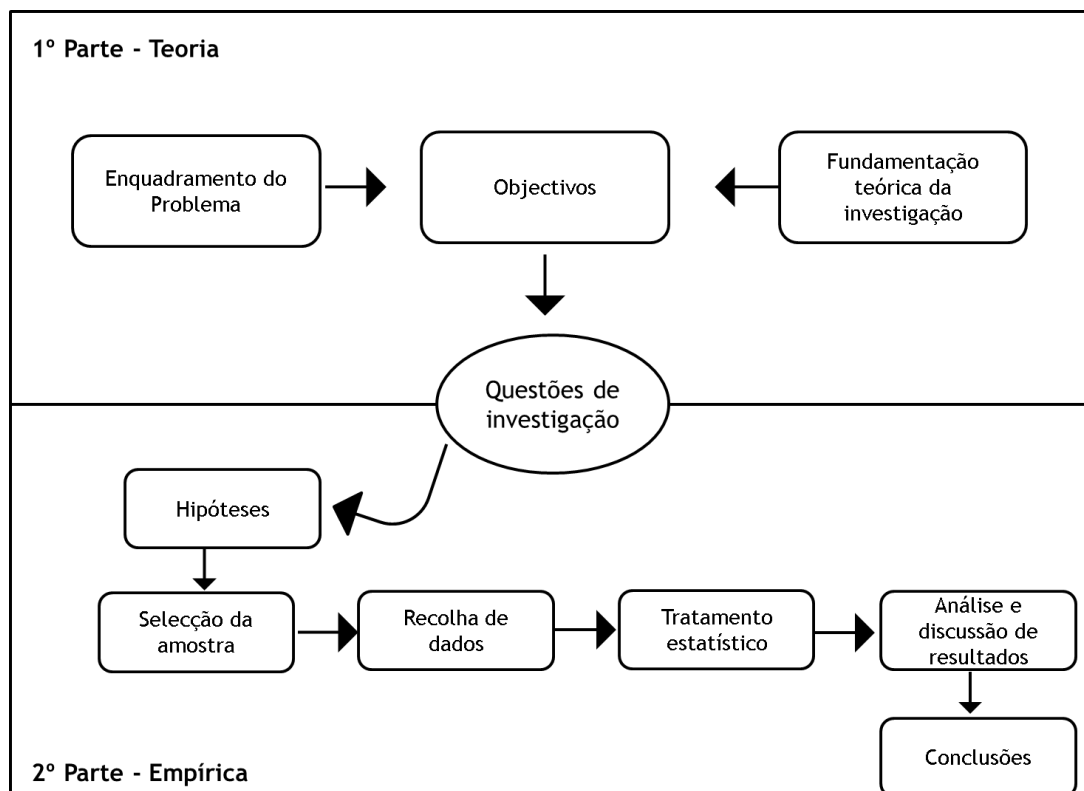 1º Parte - Teoria
Enquadramento do
Problema
Objectivos
Fundamentação
teórica da
investigação
Questões de
investigação
Hipóteses
Selecção da
amostra
Recolha de
dados
Tratamento
estatístico
Análise e
discussão de
resultados
Conclusões
2º Parte - Empírica